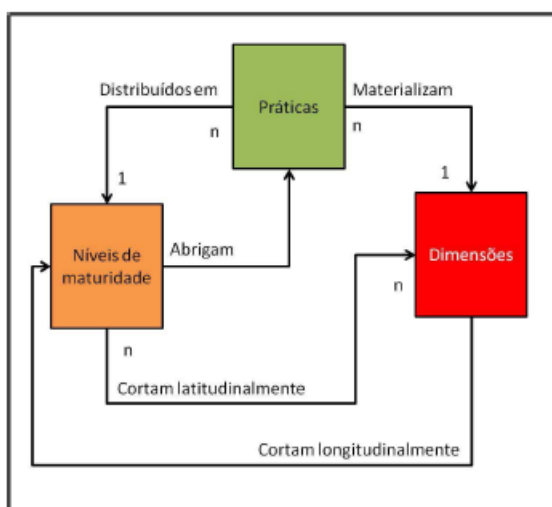 Distribuídos em
Práticas
Materializam
n
n
1
1
Níveis de
maturidade
Abrigam
Dimensões
n
n
Cortam latitudinalmente
Cortam longitudinalmente